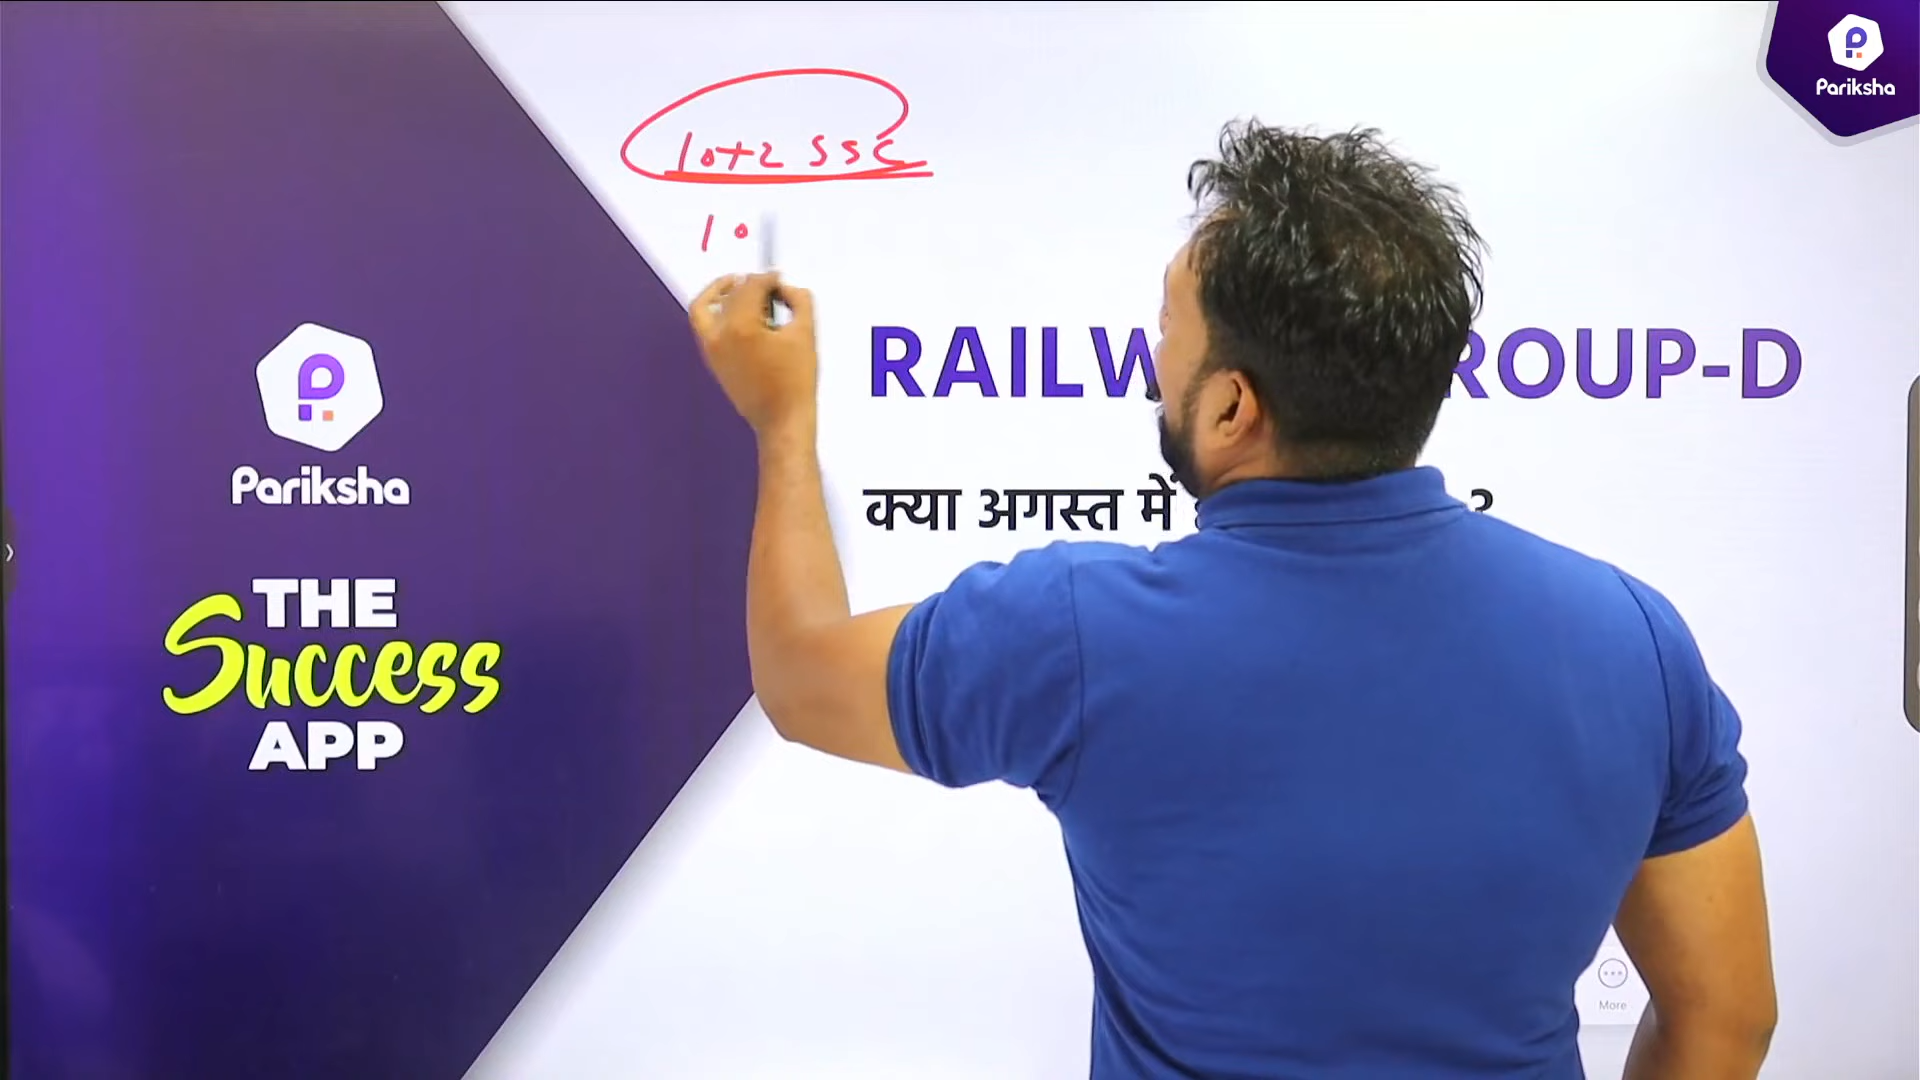 Pariksha
10+2 SSC
10
RAILW ROUP-D
क्या अगस्त में ?
Pariksha
THE
Success
APP
More